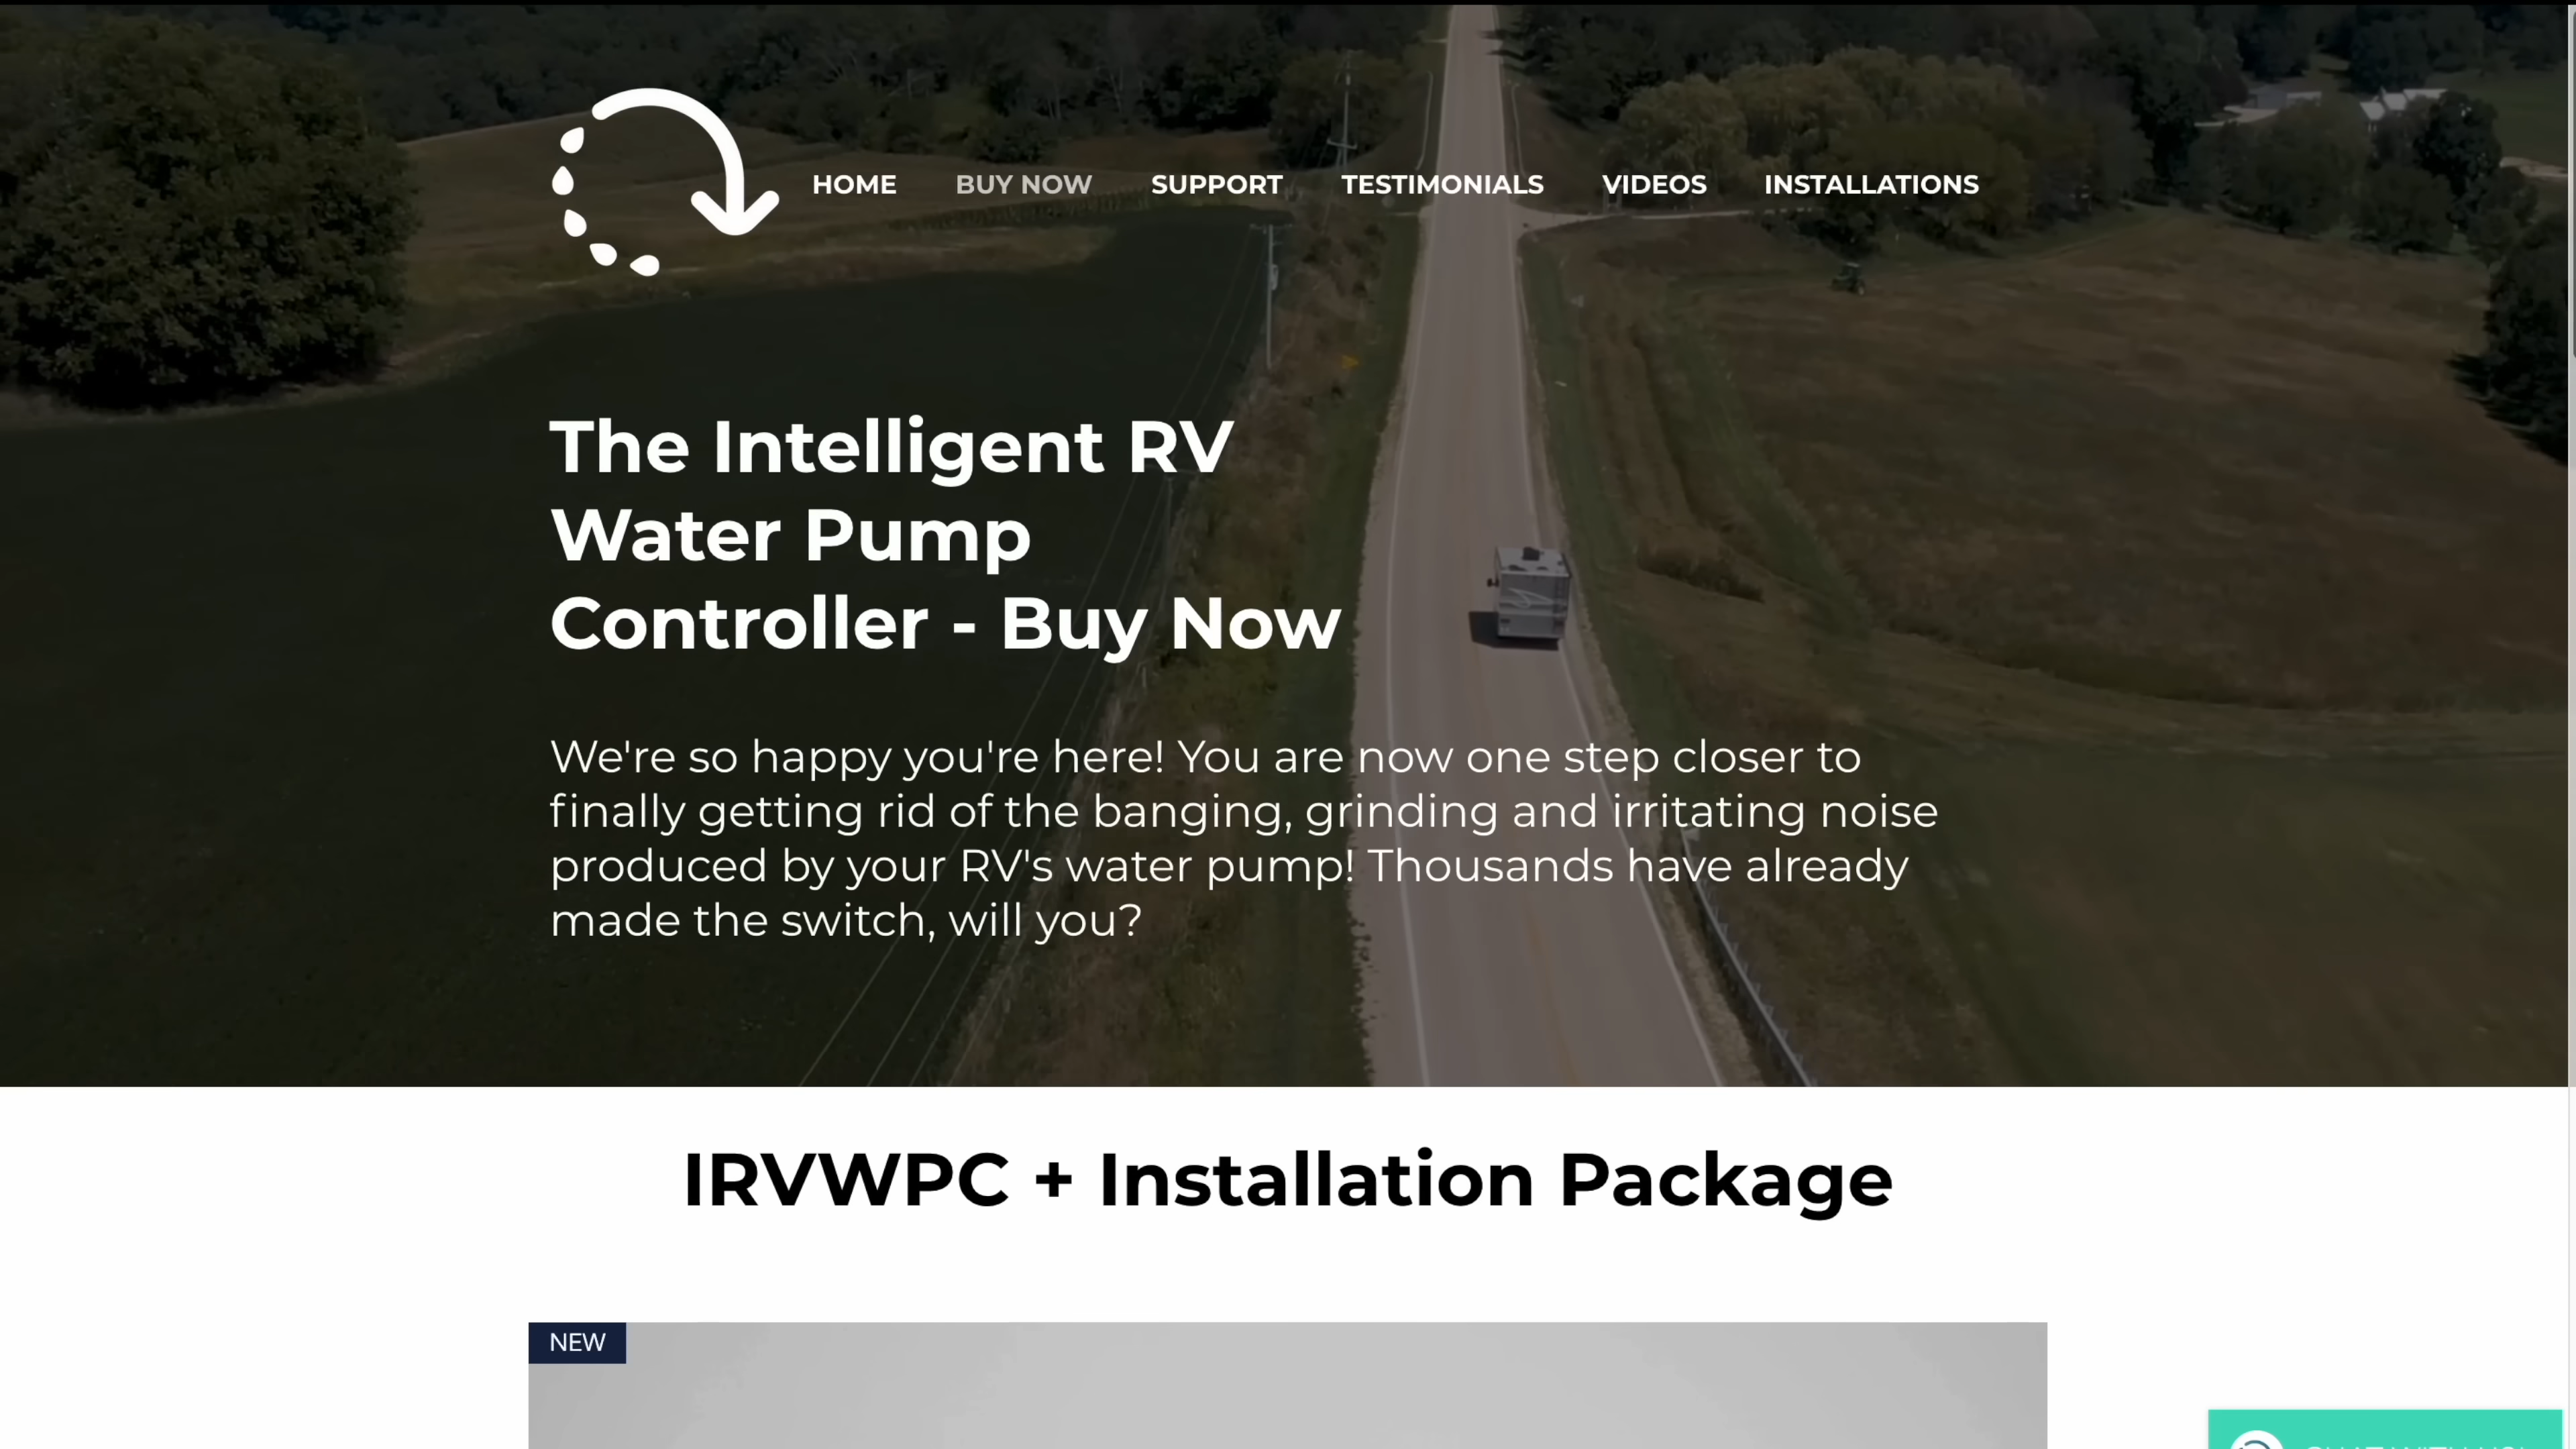 HOME BUY NOW SUPPORT TESTIMONIALS VIDEOS INSTALLATIONS
The Intelligent RV
Water Pump
Controller - Buy Now
We're so happy you're here! You are now one step closer to
finally getting rid of the banging, grinding and irritating noise
produced by your RV's water pump! Thousands have already
made the switch, will you?
IRVWPC + Installation Package
NEW